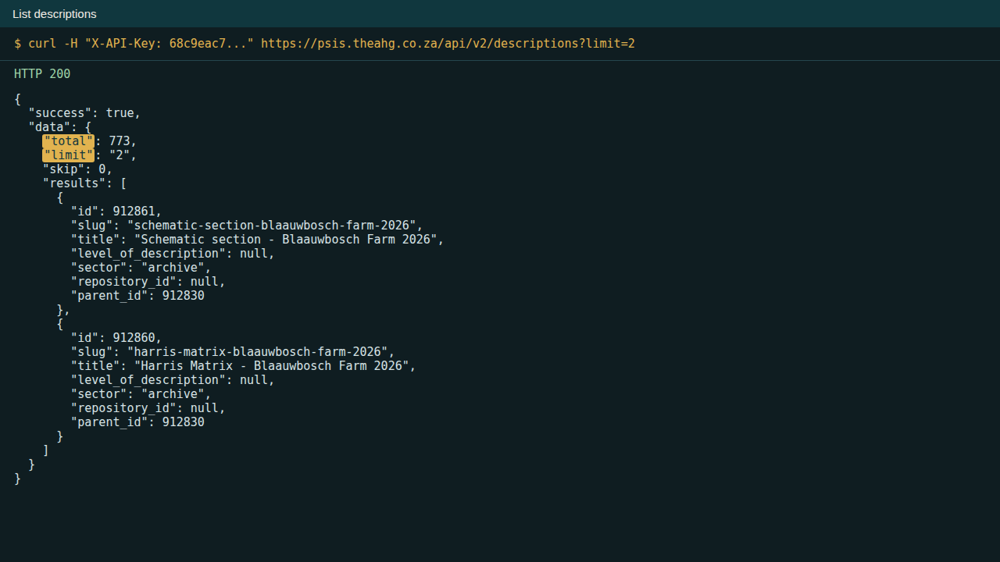 List descriptions
$ curl -H "X-API-Key: 68c9eac7..." https://psis.theahg.co.za/api/v2/descriptions?limit=2
HTTP 200
{
  "success": true,
  "data": {
    "total": 773,
    "limit": "2",
    "skip": 0,
    "results": [
      {
        "id": 912861,
        "slug": "schematic-section-blaauwbosch-farm-2026",
        "title": "Schematic section - Blaauwbosch Farm 2026",
        "level_of_description": null,
        "sector": "archive",
        "repository_id": null,
        "parent_id": 912830
      },
      {
        "id": 912860,
        "slug": "harris-matrix-blaauwbosch-farm-2026",
        "title": "Harris Matrix - Blaauwbosch Farm 2026",
        "level_of_description": null,
        "sector": "archive",
        "repository_id": null,
        "parent_id": 912830
      }
    ]
  }
}